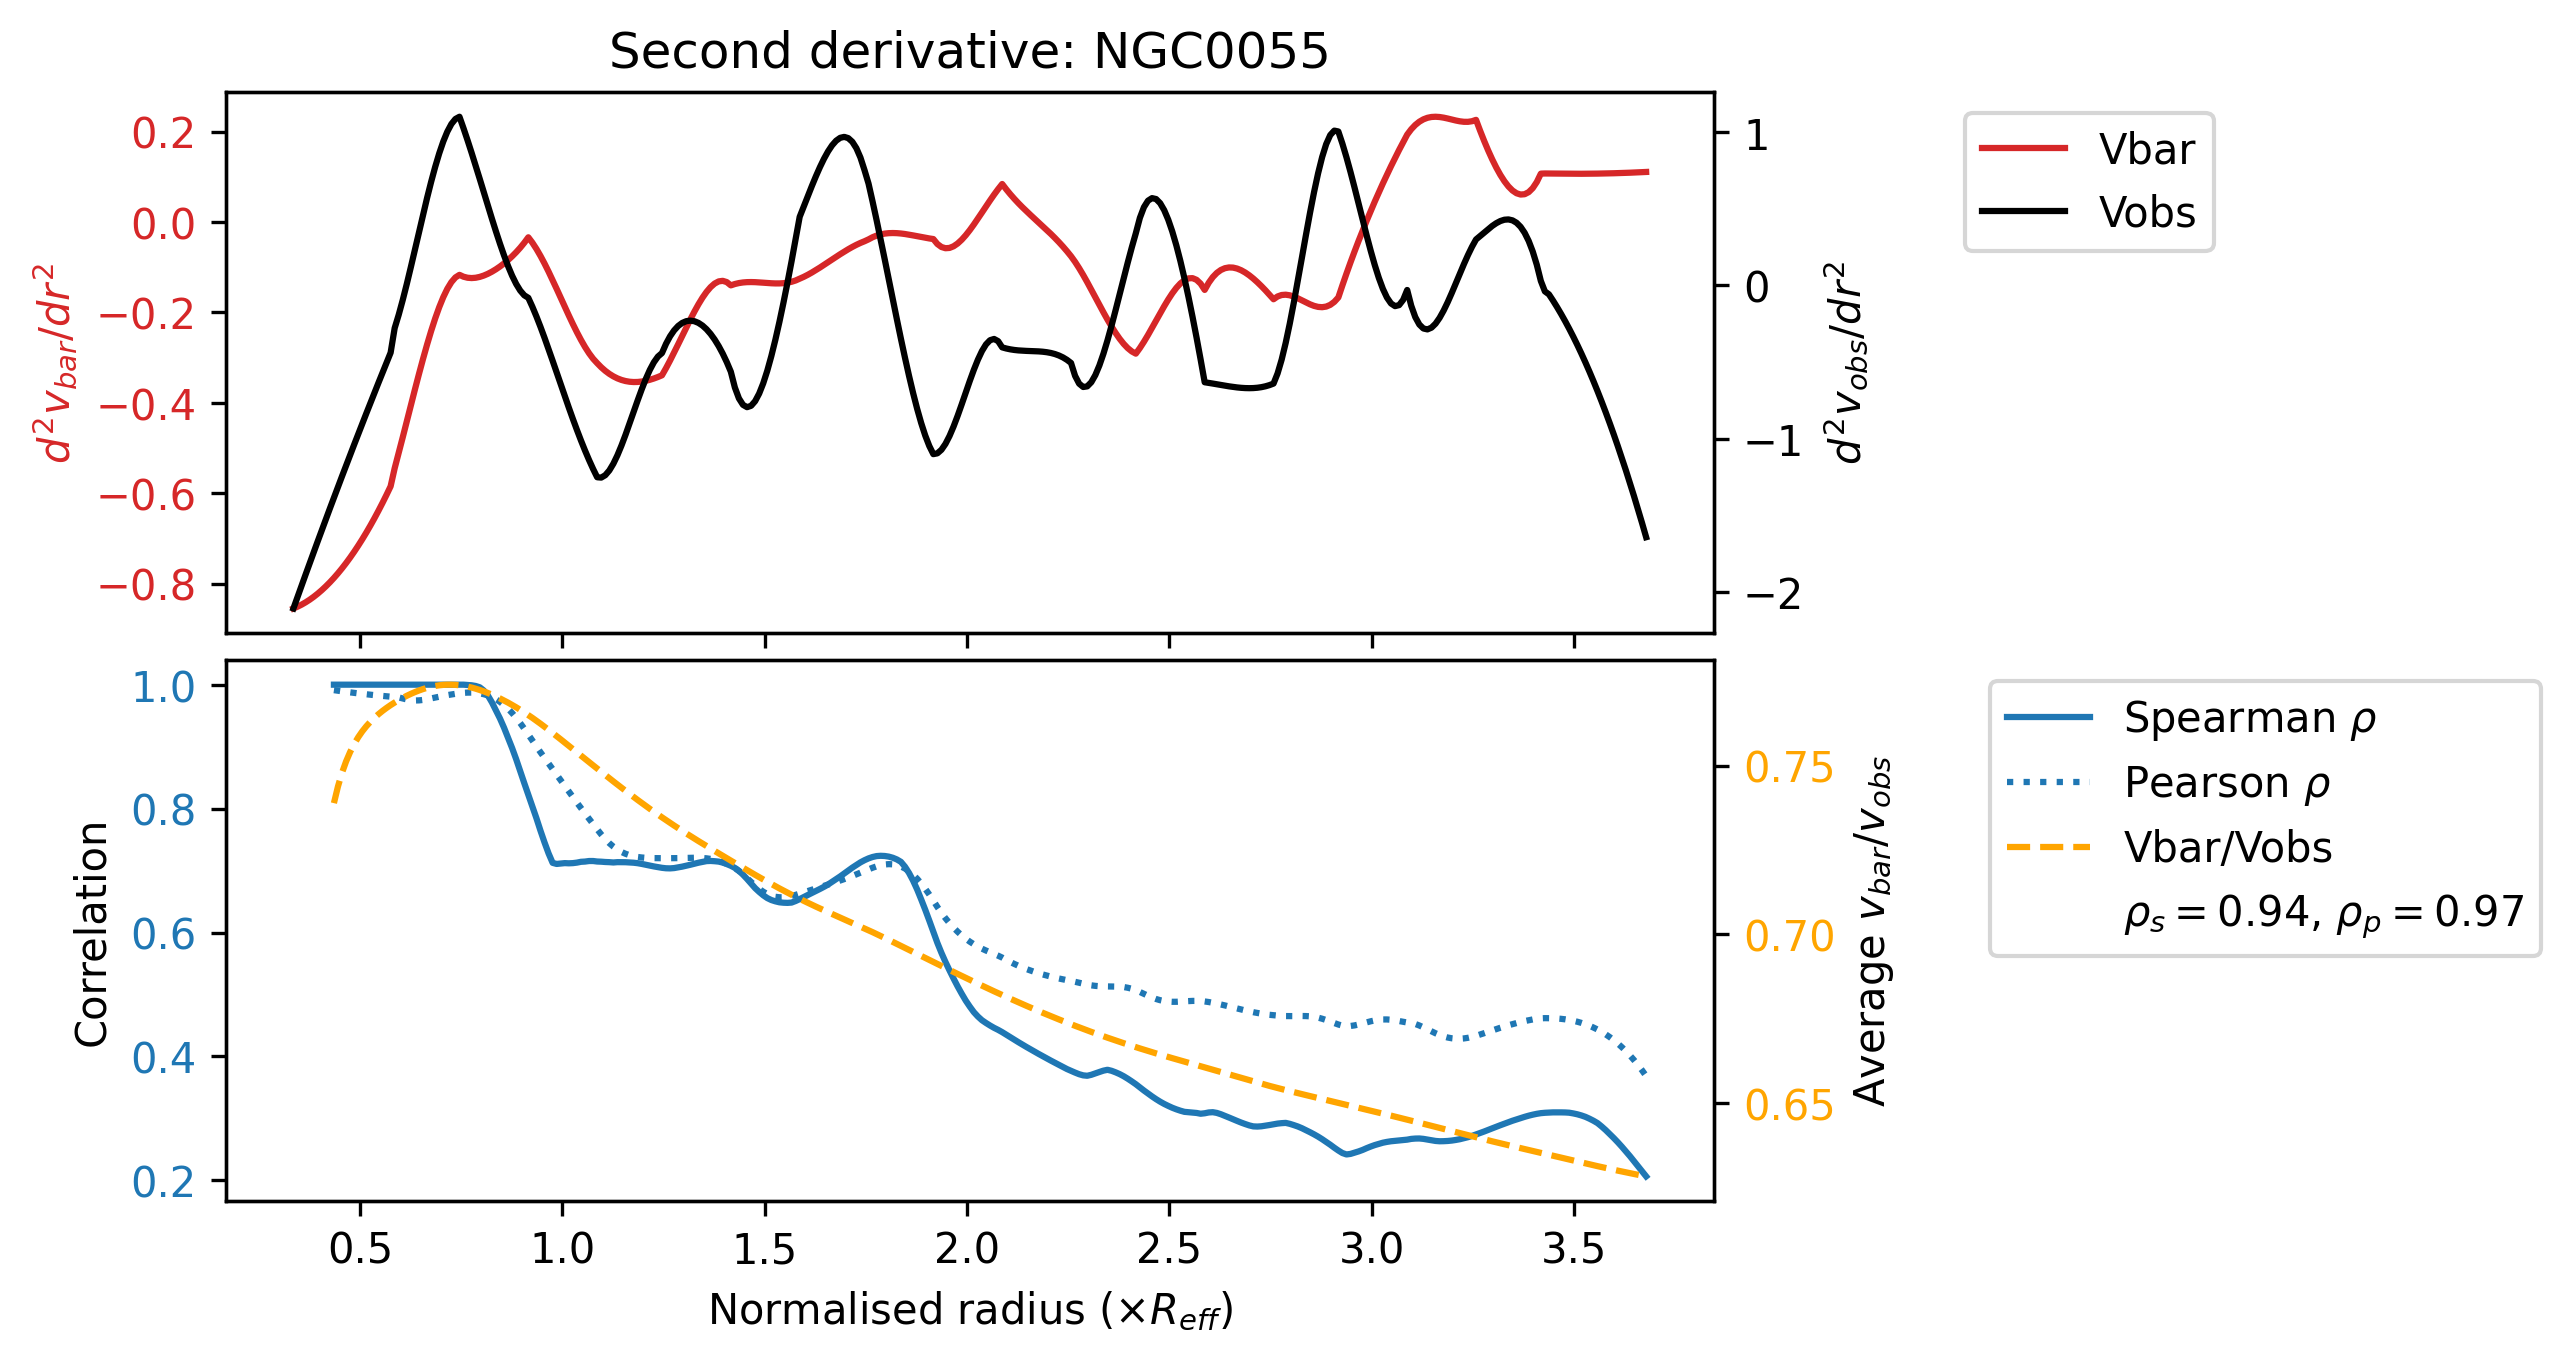 Second derivative: NGC0055
0.2
0.0
−0.2
−0.4
−0.6
−0.8
d²v_bar/dr²
1
0
−1
−2
d²v_obs/dr²
Vbar
Vobs
1.0
0.8
0.6
0.4
0.2
Correlation
0.75
0.70
0.65
Average v_bar/v_obs
Spearman ρ
Pearson ρ
Vbar/Vobs
ρ_s = 0.94, ρ_p = 0.97
0.5 1.0 1.5 2.0 2.5 3.0 3.5
Normalised radius (×R_eff)